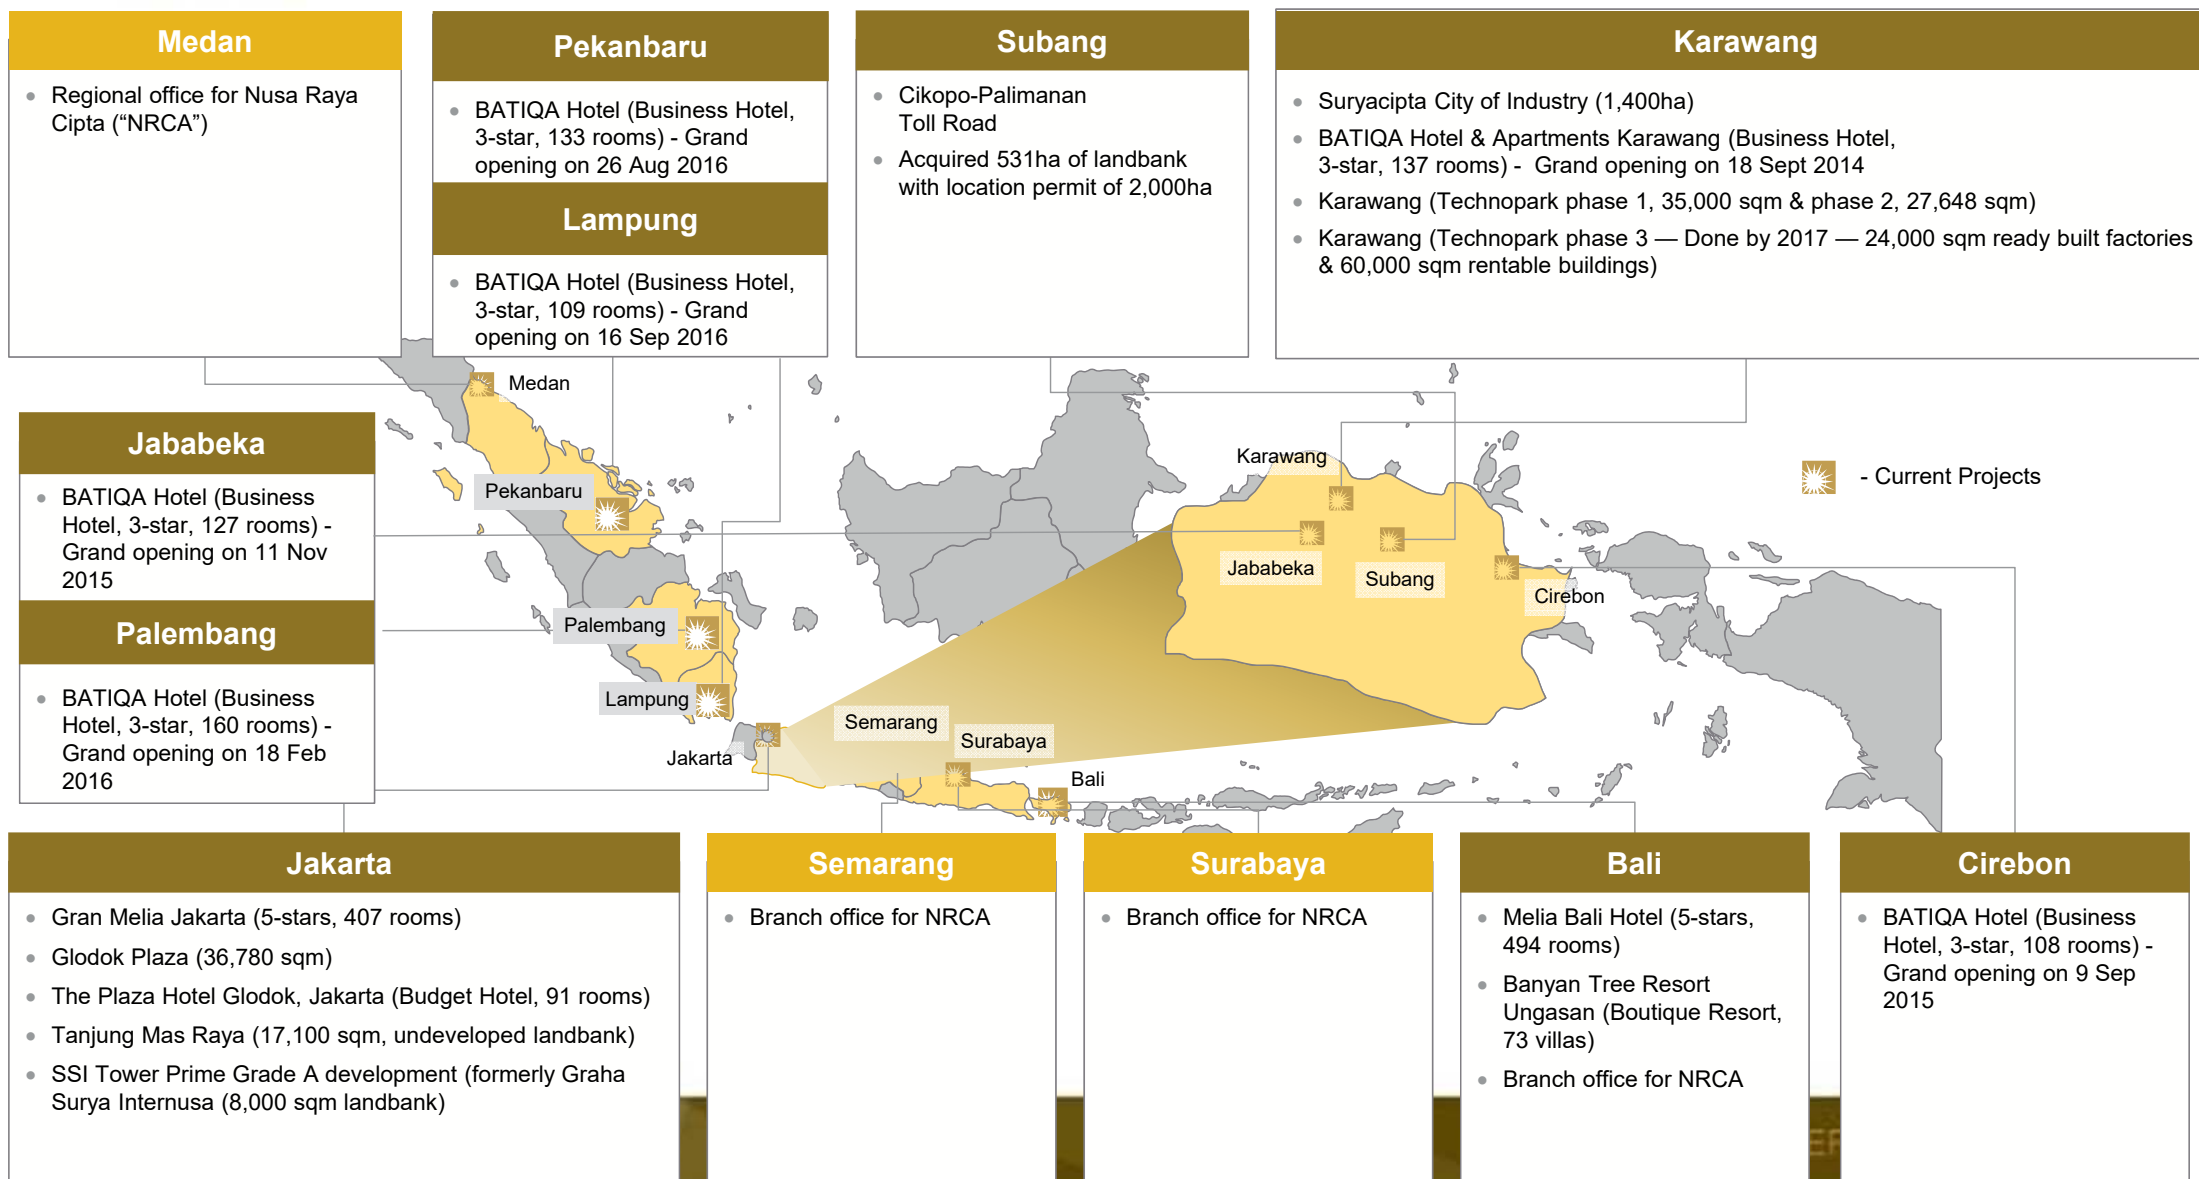 Medan
Regional office for Nusa Raya
Cipta (“NRCA”)
Pekanbaru
BATIQA Hotel (Business Hotel,
3-star, 133 rooms) - Grand
opening on 26 Aug 2016
Lampung
BATIQA Hotel (Business Hotel,
3-star, 109 rooms) - Grand
opening on 16 Sep 2016
Subang
Cikopo-Palimanan
Toll Road
Acquired 531ha of landbank
with location permit of 2,000ha
Karawang
Suryacipta City of Industry (1,400ha)
BATIQA Hotel & Apartments Karawang (Business Hotel,
3-star, 137 rooms) - Grand opening on 18 Sept 2014
Karawang (Technopark phase 1, 35,000 sqm & phase 2, 27,648 sqm)
Karawang (Technopark phase 3 — Done by 2017 — 24,000 sqm ready built factories
& 60,000 sqm rentable buildings)
Jababeka
BATIQA Hotel (Business
Hotel, 3-star, 127 rooms) -
Grand opening on 11 Nov
2015
Palembang
BATIQA Hotel (Business
Hotel, 3-star, 160 rooms) -
Grand opening on 18 Feb
2016
Medan
Pekanbaru
Palembang
Lampung
Jakarta
Semarang
Surabaya
Bali
Karawang
Jababeka
Subang
Cirebon
- Current Projects
Jakarta
Gran Melia Jakarta (5-stars, 407 rooms)
Glodok Plaza (36,780 sqm)
The Plaza Hotel Glodok, Jakarta (Budget Hotel, 91 rooms)
Tanjung Mas Raya (17,100 sqm, undeveloped landbank)
SSI Tower Prime Grade A development (formerly Graha
Surya Internusa (8,000 sqm landbank)
Semarang
Branch office for NRCA
Surabaya
Branch office for NRCA
Bali
Melia Bali Hotel (5-stars,
494 rooms)
Banyan Tree Resort
Ungasan (Boutique Resort,
73 villas)
Branch office for NRCA
Cirebon
BATIQA Hotel (Business
Hotel, 3-star, 108 rooms) -
Grand opening on 9 Sep
2015